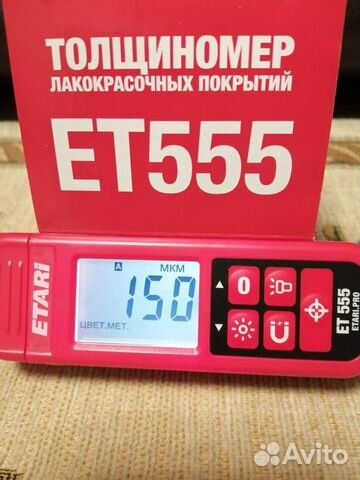 ТОЛЩИНОМЕР
ЛАКОКРАСОЧНЫХ ПОКРЫТИЙ
ET555
ETARI
A
МКМ
150
ЦВЕТ.МЕТ.
0
ET 555
ETARI.PRO
Avito